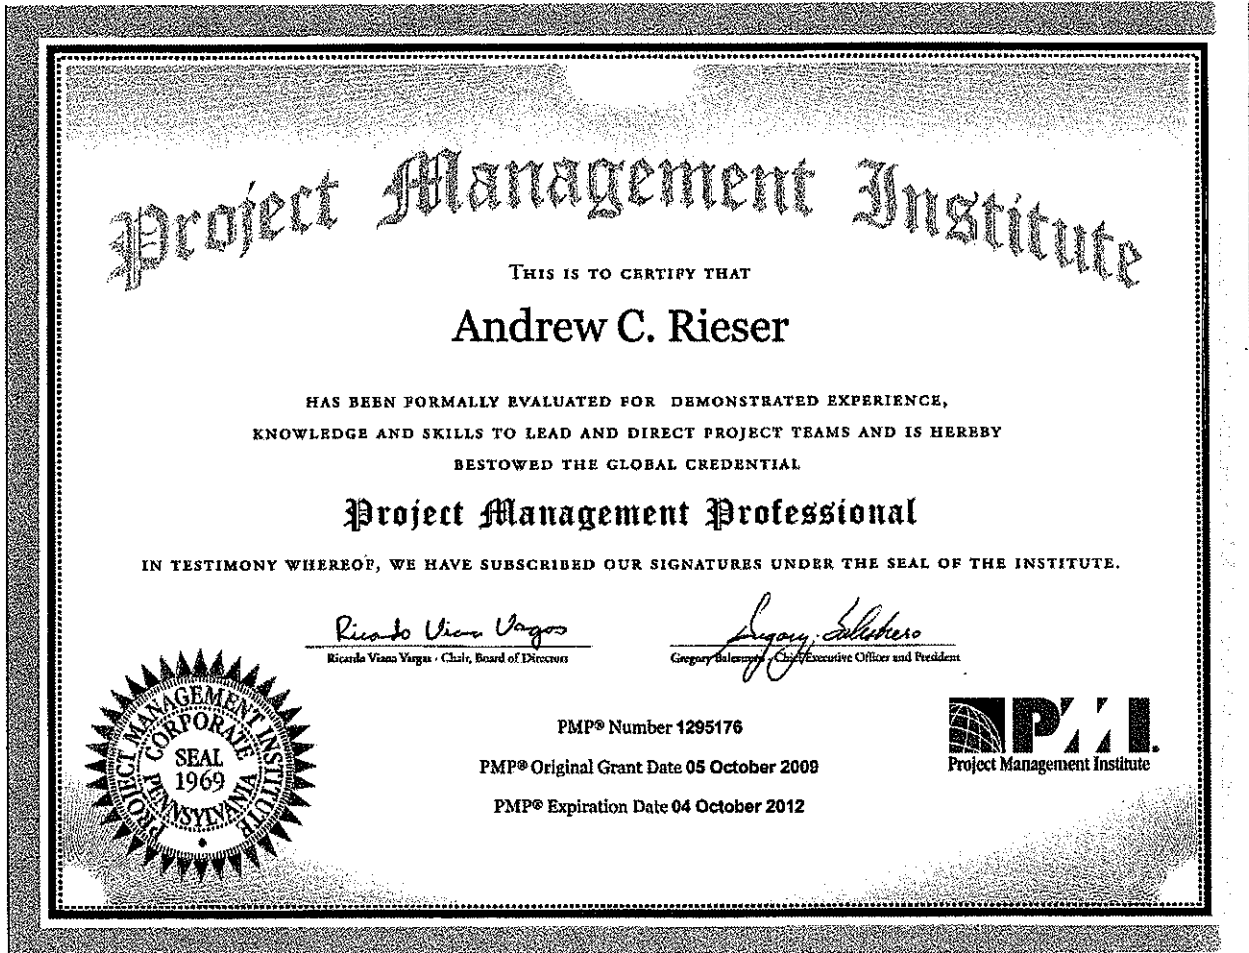 Project Management Institute
THIS IS TO CERTIFY THAT
Andrew C. Rieser
HAS BEEN FORMALLY EVALUATED FOR DEMONSTRATED EXPERIENCE,
KNOWLEDGE AND SKILLS TO LEAD AND DIRECT PROJECT TEAMS AND IS HEREBY
BESTOWED THE GLOBAL CREDENTIAL
Project Management Professional
IN TESTIMONY WHEREOF, WE HAVE SUBSCRIBED OUR SIGNATURES UNDER THE SEAL OF THE INSTITUTE.
Ricardo Viana Vargas Gregory Balestrero
Ricardo Viana Vargas - Chair, Board of Directors Gregory Balestrero - Chief Executive Officer and President
PROJECT MANAGEMENT INSTITUTE
CORPORATE
SEAL
1969
PENNSYLVANIA
PMP® Number 1295176
PMP® Original Grant Date 05 October 2009
PMP® Expiration Date 04 October 2012
PMI.
Project Management Institute